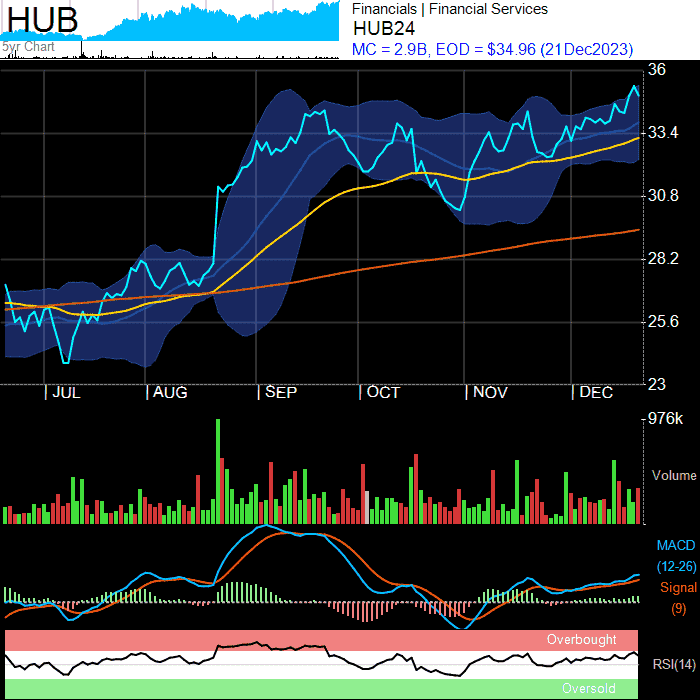 HUB
5yr Chart
Financials | Financial Services
HUB24
MC = 2.9B, EOD = $34.96 (21Dec2023)
36
33.4
30.8
28.2
25.6
23
JUL
AUG
SEP
OCT
NOV
DEC
976k
Volume
MACD
(12-26)
Signal
(9)
Overbought
RSI(14)
Oversold